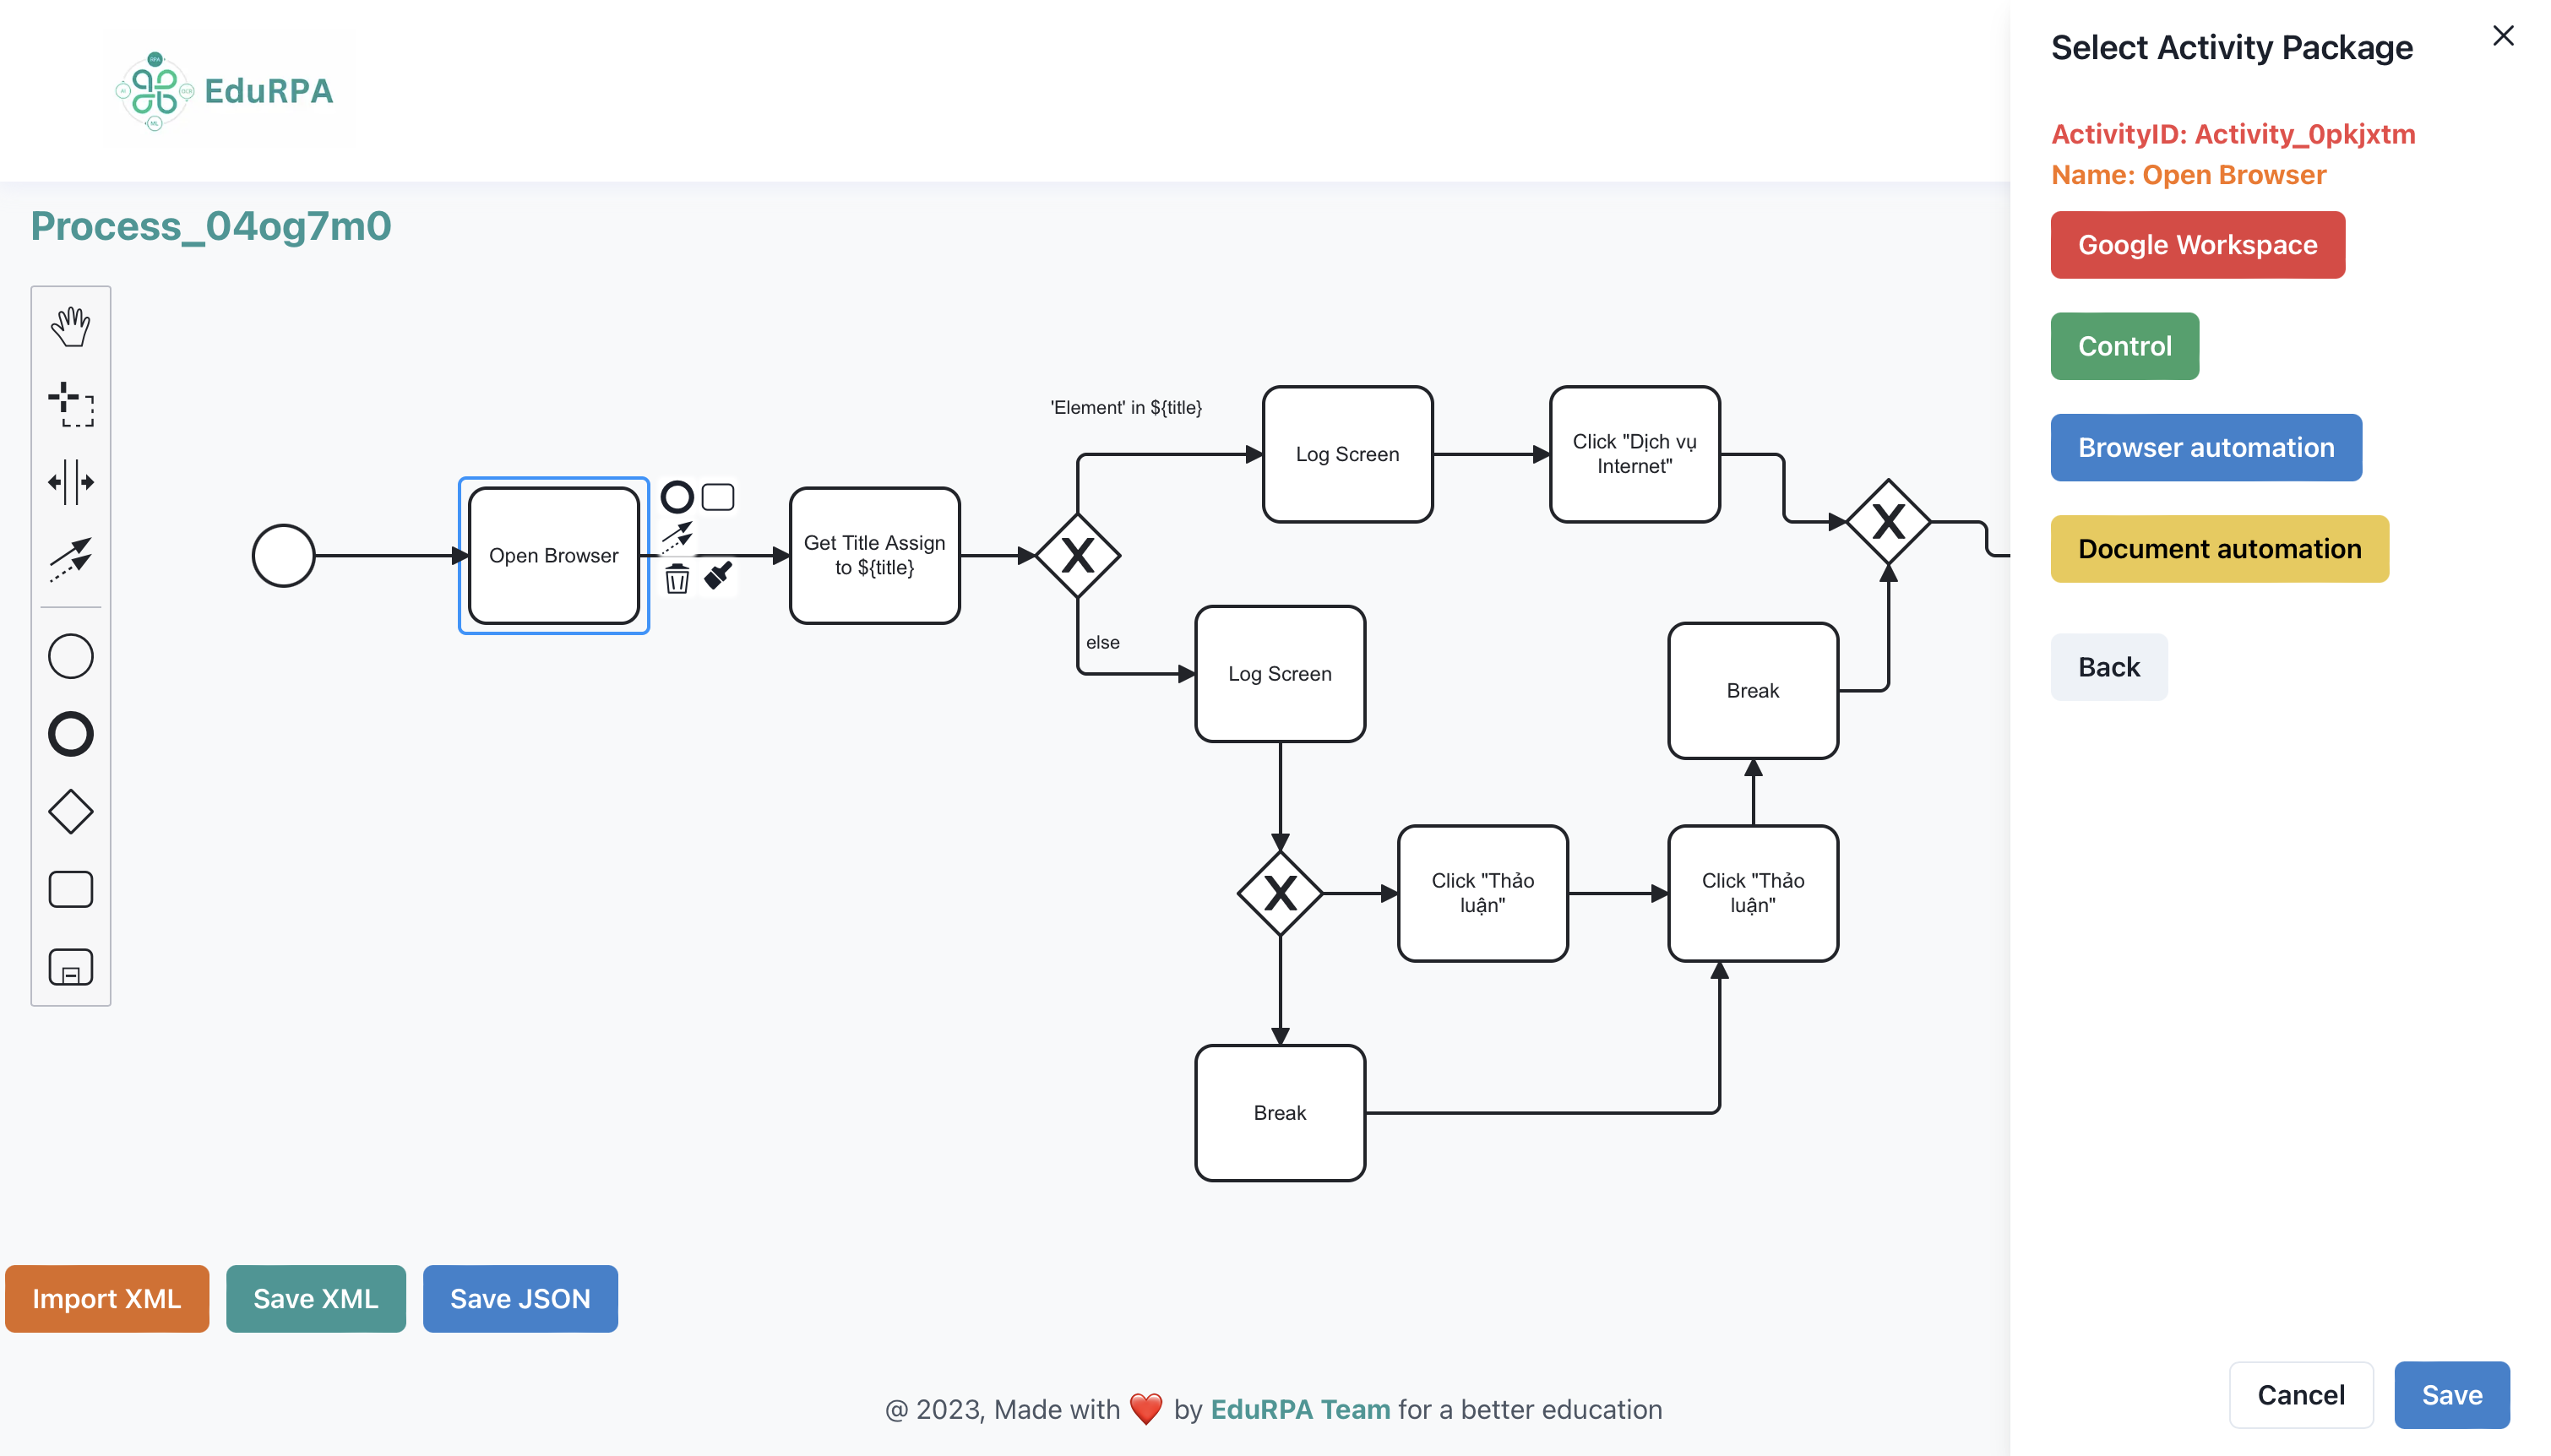 EduRPA
Process_04og7m0
'Element' in ${title}
Log Screen
Click "Dịch vụ
Internet"
Open Browser
Get Title Assign
to ${title}
else
Log Screen
Break
Click "Thảo
luận"
Click "Thảo
luận"
Break
Import XML
Save XML
Save JSON
@ 2023, Made with ❤️ by EduRPA Team for a better education
Select Activity Package
ActivityID: Activity_0pkjxtm
Name: Open Browser
Google Workspace
Control
Browser automation
Document automation
Back
Cancel
Save